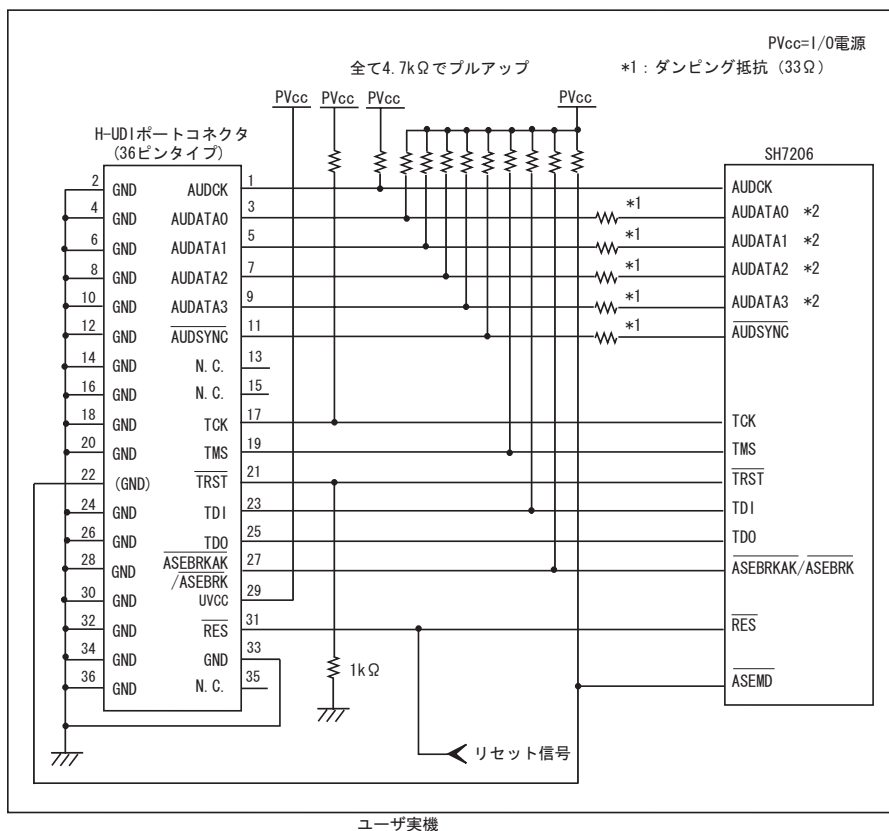 PVcc=I/O電源
全て4.7kΩでプルアップ
*1：ダンピング抵抗（33Ω）
PVcc PVcc PVcc PVcc
H-UDIポートコネクタ
(36ピンタイプ)
SH7206
2 GND AUDCK 1 AUDCK
4 GND AUDATA0 3 *1 AUDATA0 *2
6 GND AUDATA1 5 *1 AUDATA1 *2
8 GND AUDATA2 7 *1 AUDATA2 *2
10 GND AUDATA3 9 *1 AUDATA3 *2
12 GND AUDSYNC 11 *1 AUDSYNC
14 GND N.C. 13
16 GND N.C. 15
18 GND TCK 17 TCK
20 GND TMS 19 TMS
22 (GND) TRST 21 TRST
24 GND TDI 23 TDI
26 GND TDO 25 TDO
28 GND ASEBRKAK 27 ASEBRKAK/ASEBRK
/ASEBRK
30 GND UVCC 29
32 GND RES 31 RES
34 GND GND 33
1kΩ
36 GND N.C. 35 ASEMD
リセット信号
ユーザ実機